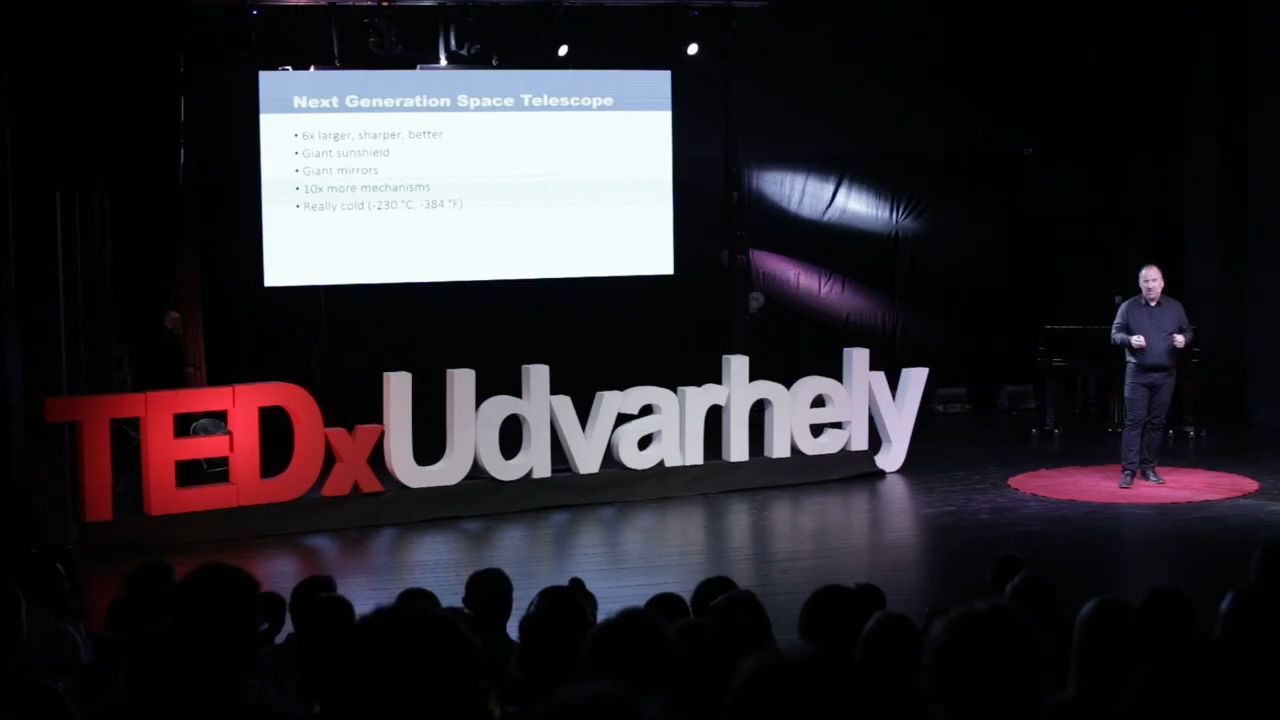 Next Generation Space Telescope
• 6x larger, sharper, better
• Giant sunshield
• Giant mirrors
• 10x more mechanisms
• Really cold (-230 °C, -384 °F)
TEDxUdvarhely